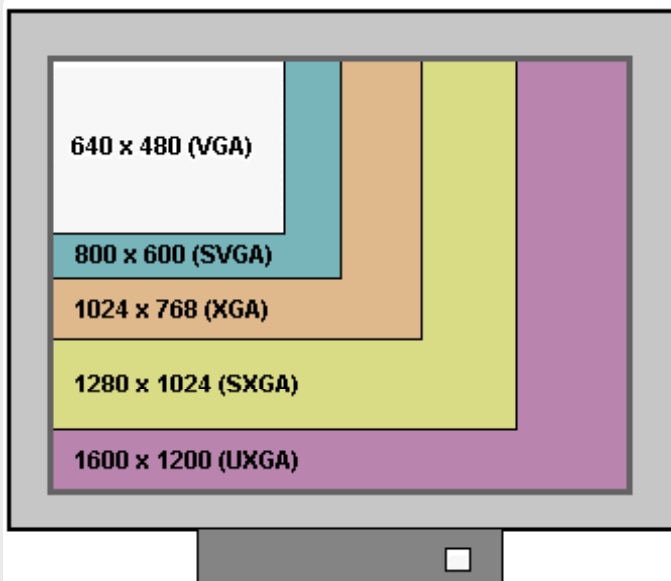 640 x 480 (VGA)
800 x 600 (SVGA)
1024 x 768 (XGA)
1280 x 1024 (SXGA)
1600 x 1200 (UXGA)